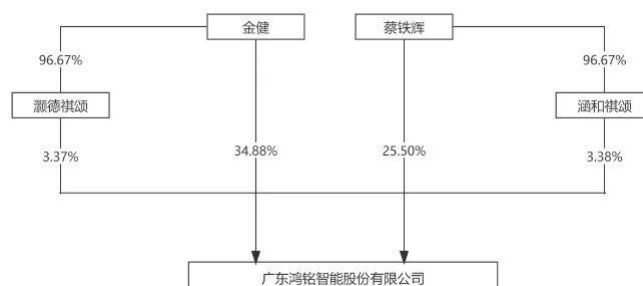 金健
蔡铁辉
96.67%
96.67%
灏德祺颂
涵和祺颂
3.37%
34.88%
25.50%
3.38%
广东鸿铭智能股份有限公司